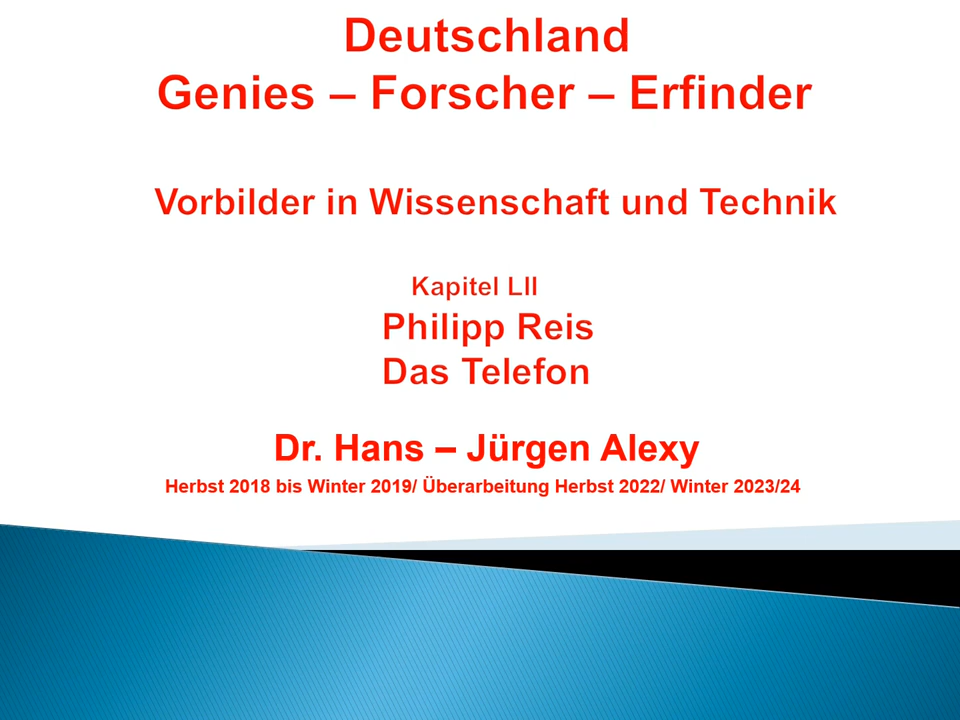 Deutschland
Genies – Forscher – Erfinder
Vorbilder in Wissenschaft und Technik
Kapitel LII
Philipp Reis
Das Telefon
Dr. Hans – Jürgen Alexy
Herbst 2018 bis Winter 2019/ Überarbeitung Herbst 2022/ Winter 2023/24